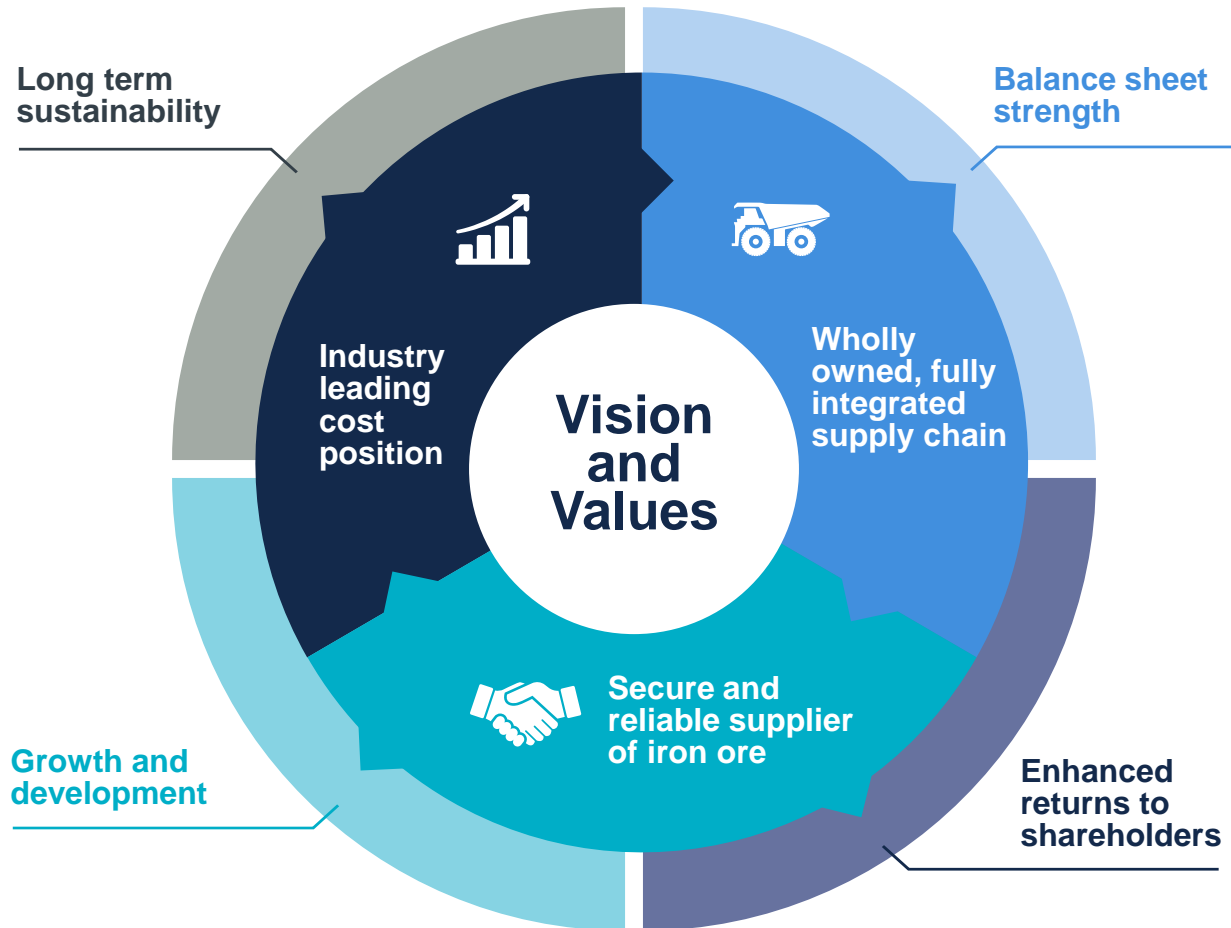 Long term
sustainability
Balance sheet
strength
Industry
leading
cost
position
Wholly
owned, fully
integrated
supply chain
Vision
and
Values
Secure and
reliable supplier
of iron ore
Growth and
development
Enhanced
returns to
shareholders